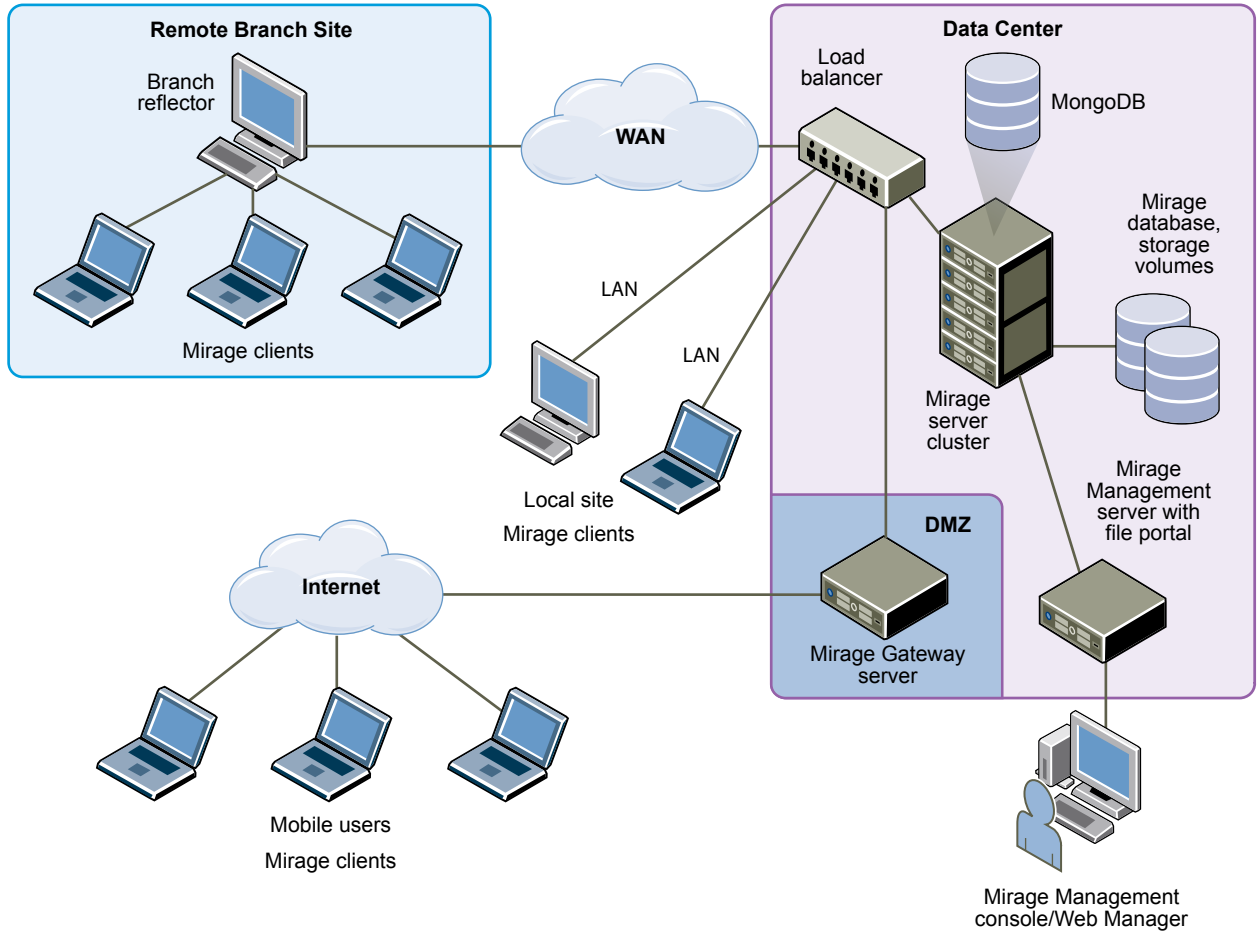 Remote Branch Site
Branch
reflector
Mirage clients
WAN
Data Center
Load
balancer
MongoDB
Mirage
database,
storage
volumes
LAN
LAN
Mirage
server
cluster
Local site
Mirage clients
Mirage
Management
server with
file portal
DMZ
Mirage Gateway
server
Internet
Mobile users
Mirage clients
Mirage Management
console/Web Manager